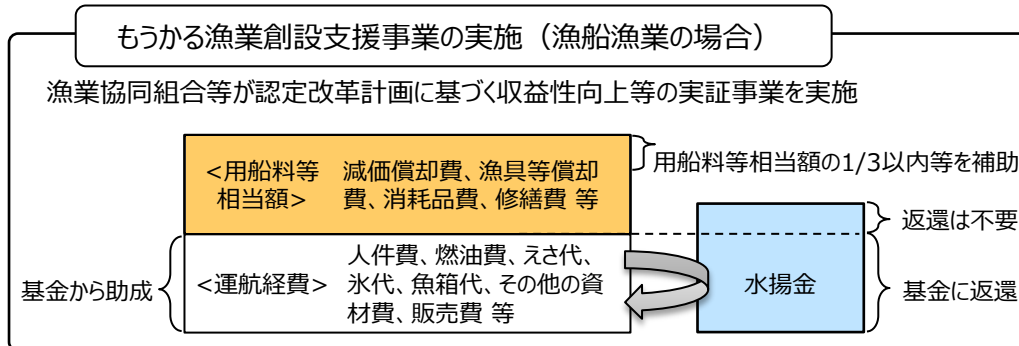 もうかる漁業創設支援事業の実施（漁船漁業の場合）
漁業協同組合等が認定改革計画に基づく収益性向上等の実証事業を実施
<用船料等
相当額>
減価償却費、漁具等償却
費、消耗品費、修繕費 等
用船料等相当額の1/3以内等を補助
返還は不要
基金から助成
<運航経費>
人件費、燃油費、えさ代、
氷代、魚箱代、その他の資
材費、販売費 等
水揚金
基金に返還